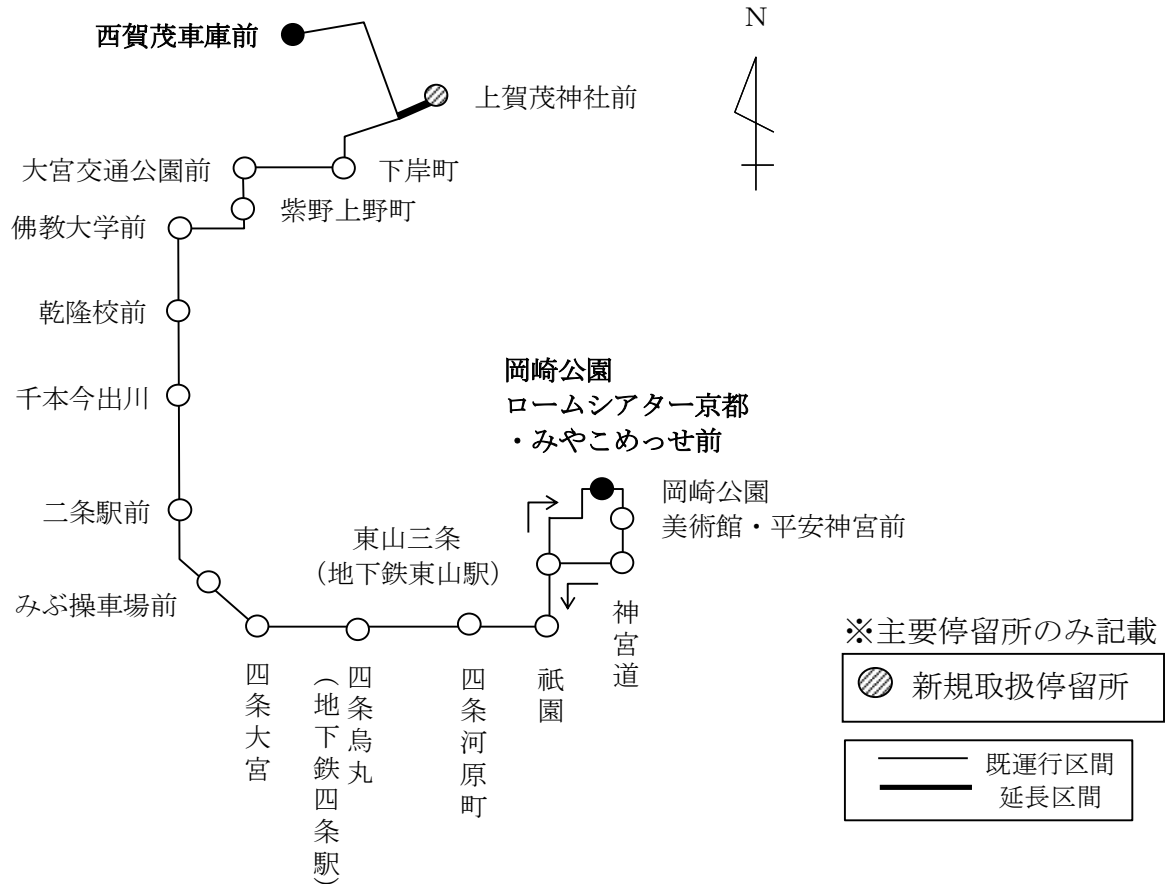 N
西賀茂車庫前
上賀茂神社前
大宮交通公園前
下岸町
紫野上野町
佛教大学前
乾隆校前
千本今出川
岡崎公園
ロームシアター京都
・みやこめっせ前
二条駅前
岡崎公園
美術館・平安神宮前
東山三条
（地下鉄東山駅）
みぶ操車場前
神宮道
四条大宮
四条烏丸
（地下鉄四条駅）
四条河原町
祇園
※主要停留所のみ記載
新規取扱停留所
既運行区間
延長区間